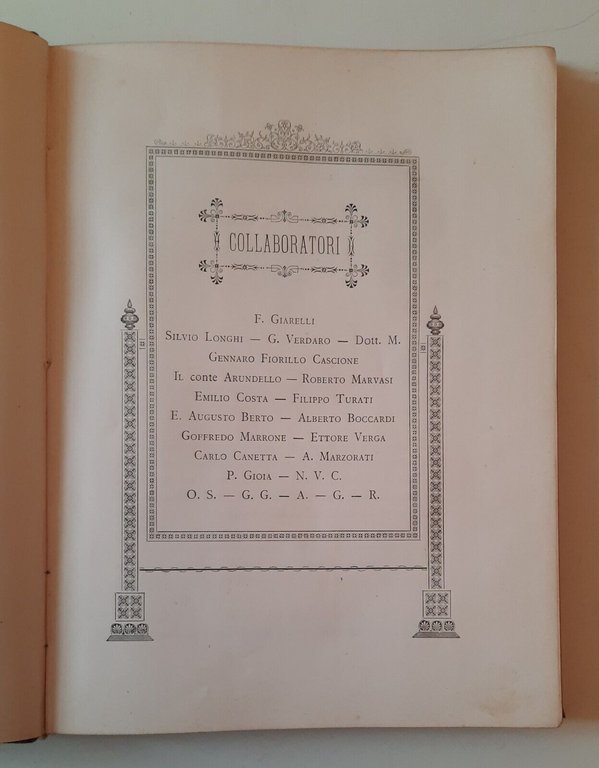 COLLABORATORI
F. GIARELLI
SILVIO LONGHI — G. VERDARO — DOTT. M.
GENNARO FIORILLO CASCIONE
IL CONTE ARUNDELLO — ROBERTO MARVASI
EMILIO COSTA — FILIPPO TURATI
E. AUGUSTO BERTO — ALBERTO BOCCARDI
GOFFREDO MARRONE — ETTORE VERGA
CARLO CANETTA — A. MARZORATI
P. GIOIA — N. V. C.
O. S. — G. G. — A. — G. — R.